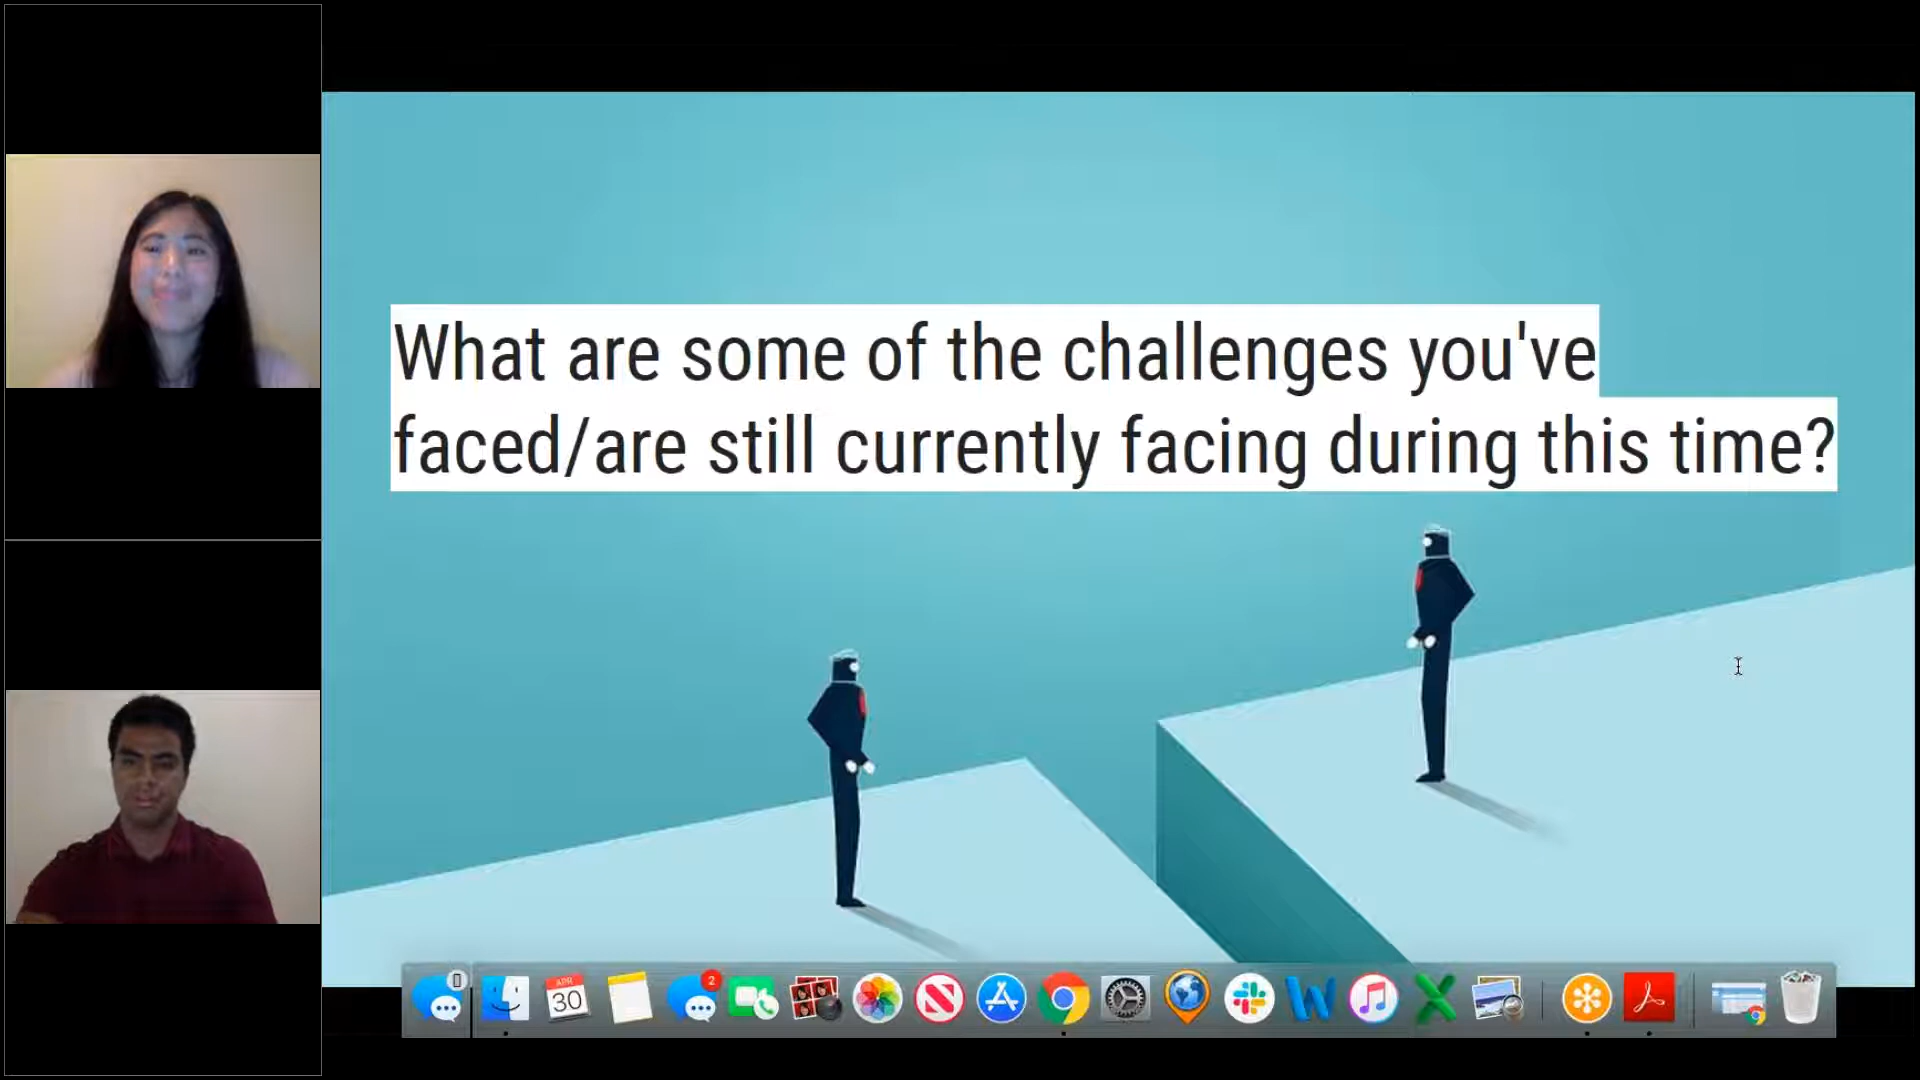 What are some of the challenges you've
faced/are still currently facing during this time?
APR
30
2